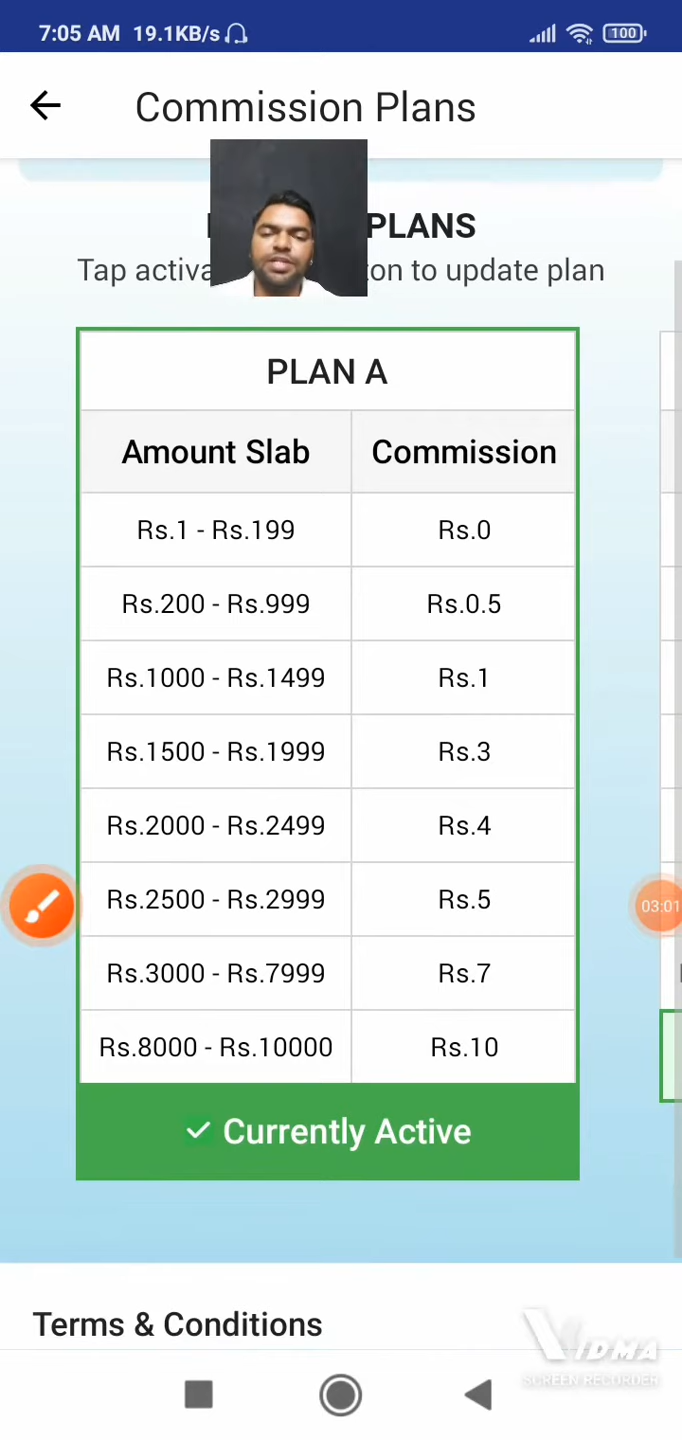 7:05 AM 19.1KB/s 100
Commission Plans
PLANS
Tap activa on to update plan
PLAN A
Amount Slab Commission
Rs.1 - Rs.199 Rs.0
Rs.200 - Rs.999 Rs.0.5
Rs.1000 - Rs.1499 Rs.1
Rs.1500 - Rs.1999 Rs.3
Rs.2000 - Rs.2499 Rs.4
Rs.2500 - Rs.2999 Rs.5
03:01
Rs.3000 - Rs.7999 Rs.7
Rs.8000 - Rs.10000 Rs.10
Currently Active
Terms & Conditions
VIDMA
SCREEN RECORDER